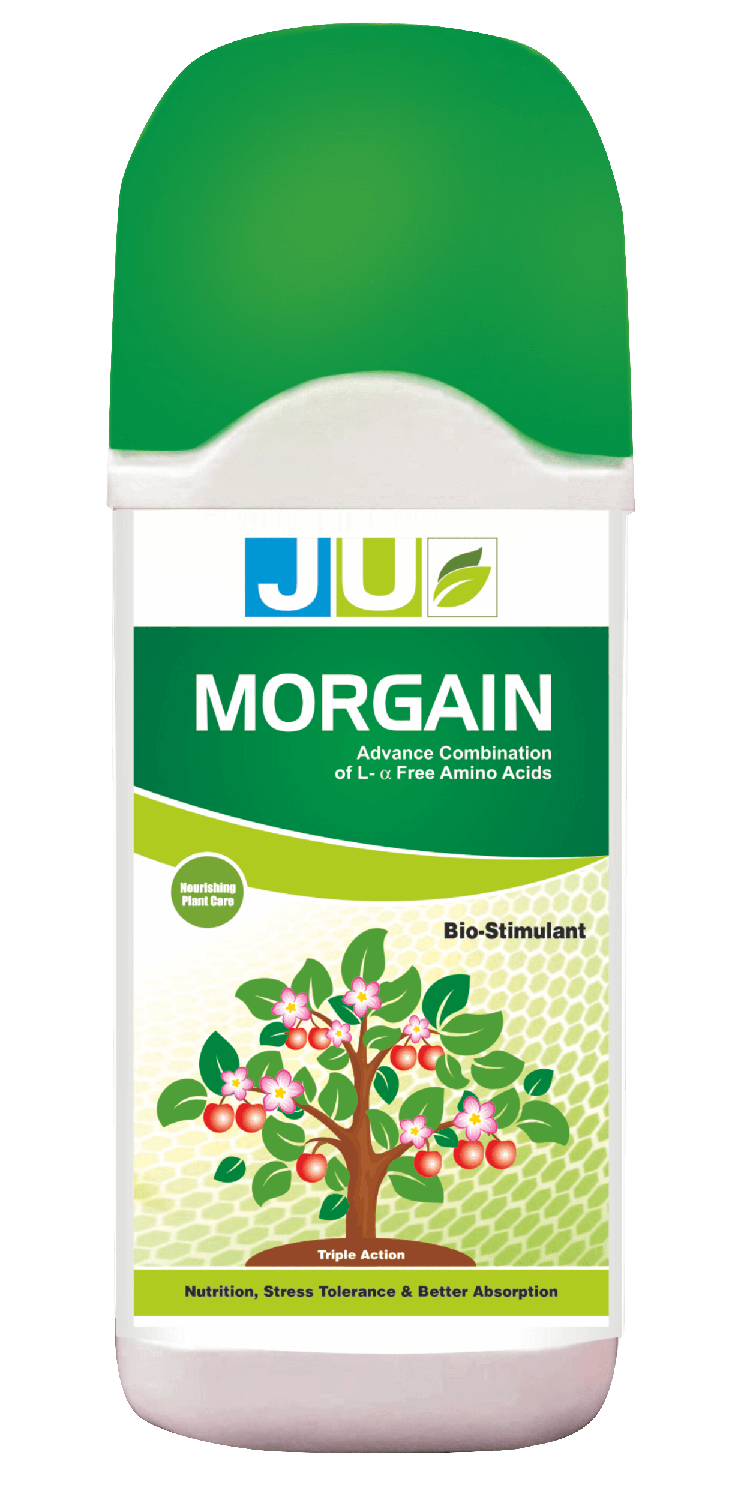 JU
MORGAIN
Advance Combination
of L- α Free Amino Acids
Nourishing
Plant Care
Bio-Stimulant
Triple Action
Nutrition, Stress Tolerance & Better Absorption